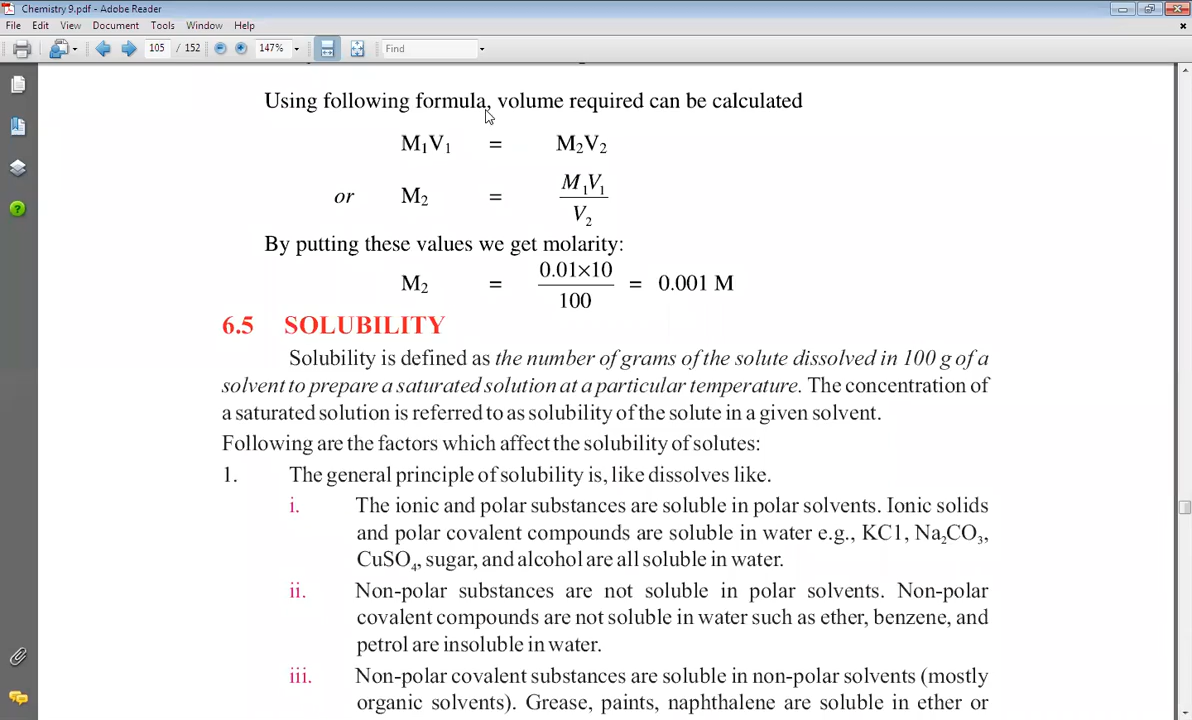 Chemistry 9.pdf - Adobe Reader
File Edit View Document Tools Window Help
105 / 152 147% Find
Using following formula, volume required can be calculated
M₁V₁ = M₂V₂
or M₂ = M₁V₁ / V₂
By putting these values we get molarity:
M₂ = 0.01×10 / 100 = 0.001 M
6.5 SOLUBILITY
Solubility is defined as the number of grams of the solute dissolved in 100 g of a
solvent to prepare a saturated solution at a particular temperature. The concentration of
a saturated solution is referred to as solubility of the solute in a given solvent.
Following are the factors which affect the solubility of solutes:
1. The general principle of solubility is, like dissolves like.
i. The ionic and polar substances are soluble in polar solvents. Ionic solids
and polar covalent compounds are soluble in water e.g., KC1, Na₂CO₃,
CuSO₄, sugar, and alcohol are all soluble in water.
ii. Non-polar substances are not soluble in polar solvents. Non-polar
covalent compounds are not soluble in water such as ether, benzene, and
petrol are insoluble in water.
iii. Non-polar covalent substances are soluble in non-polar solvents (mostly
organic solvents). Grease, paints, naphthalene are soluble in ether or